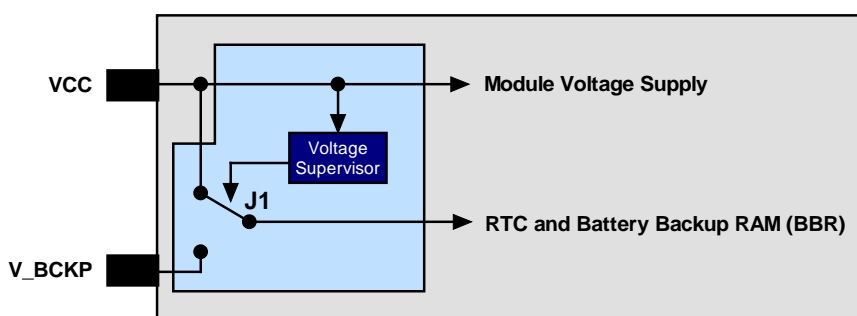 VCC
Module Voltage Supply
Voltage
Supervisor
J1
RTC and Battery Backup RAM (BBR)
V_BCKP